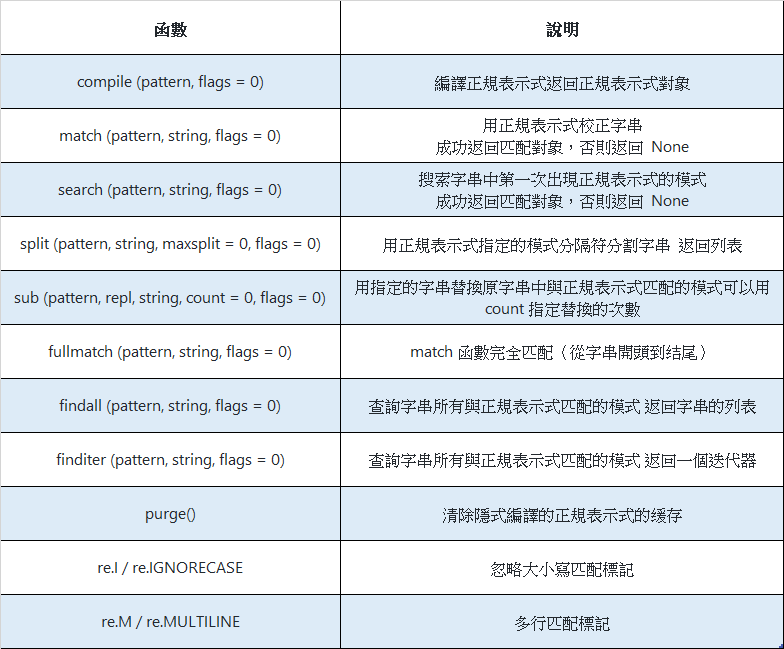 函數
說明
compile (pattern, flags = 0)
編譯正規表示式返回正規表示式對象
match (pattern, string, flags = 0)
用正規表示式校正字串
成功返回匹配對象，否則返回 None
search (pattern, string, flags = 0)
搜索字串中第一次出現正規表示式的模式
成功返回匹配對象，否則返回 None
split (pattern, string, maxsplit = 0, flags = 0)
用正規表示式指定的模式分隔符分割字串 返回列表
sub (pattern, repl, string, count = 0, flags = 0)
用指定的字串替換原字串中與正規表示式匹配的模式可以用
count 指定替換的次數
fullmatch (pattern, string, flags = 0)
match 函數完全匹配（從字串開頭到结尾）
findall (pattern, string, flags = 0)
查詢字串所有與正規表示式匹配的模式 返回字串的列表
finditer (pattern, string, flags = 0)
查詢字串所有與正規表示式匹配的模式 返回一個迭代器
purge()
清除隱式編譯的正規表示式的缓存
re.I / re.IGNORECASE
忽略大小寫匹配標記
re.M / re.MULTILINE
多行匹配標記